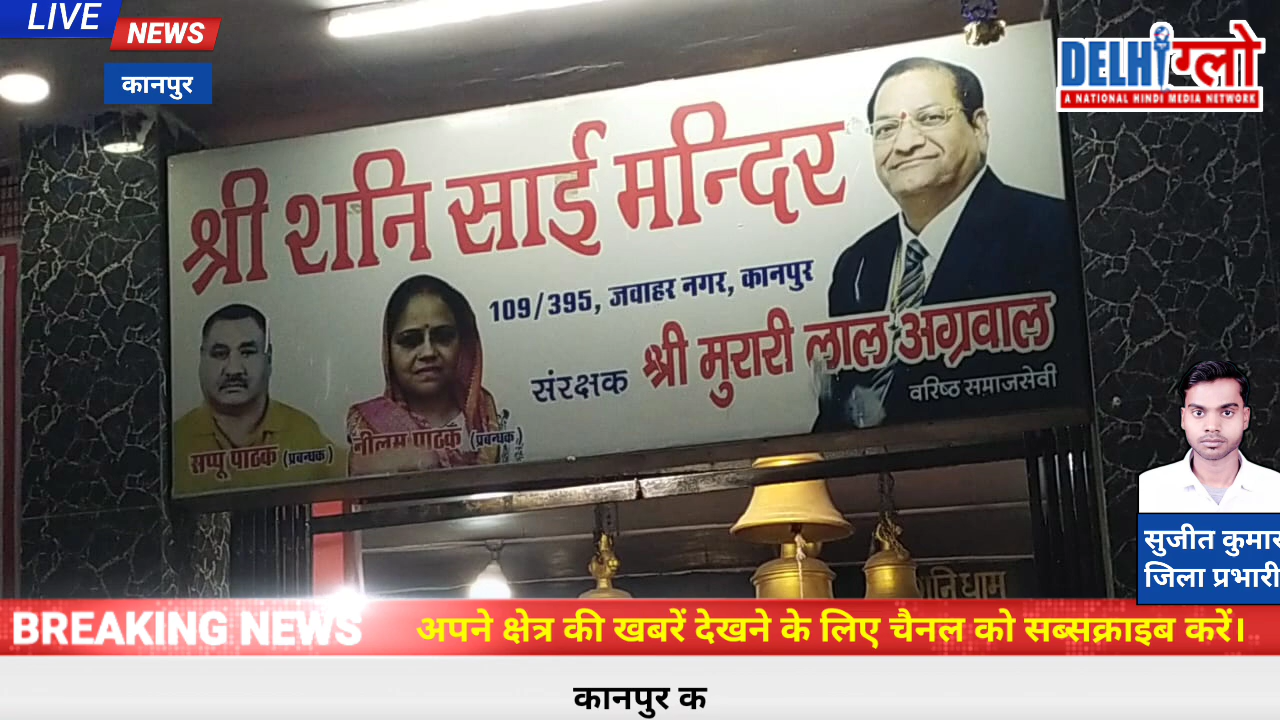 LIVE
NEWS
कानपुर
DELHI ग्लो
A NATIONAL HINDI MEDIA NETWORK
श्री शनि साई मन्दिर
109/395, जवाहर नगर, कानपुर
संरक्षक श्री मुरारी लाल अग्रवाल
वरिष्ठ समाजसेवी
सप्पू पाठक (प्रबन्धक)
नीलम पाठक (प्रबन्धक)
शनि धाम
सुजीत कुमार
जिला प्रभारी
BREAKING NEWS
अपने क्षेत्र की खबरें देखने के लिए चैनल को सब्सक्राइब करें।
कानपुर क